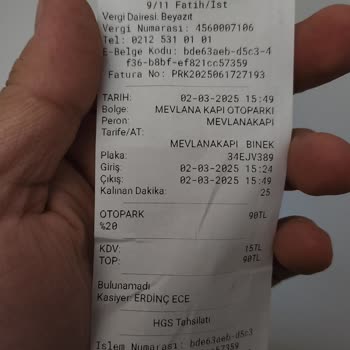 9/11 Fatih/İst
Vergi Dairesi Beyazıt
Vergi Numarası: 4560007106
Tel: 0212 531 01 01
E-Belge Kodu: bde63aeb-d5c3-4
f36-b8bf-ef821cc57359
Fatura No: PRK2025061727193
TARİH: 02-03-2025 15:49
Bölge: MEVLANA KAPI OTOPARKI
Peron: MEVLANAKAPI
Tarife/AT:
MEVLANAKAPI BINEK
Plaka: 34EJV389
Giriş: 02-03-2025 15:24
Çıkış: 02-03-2025 15:49
Kalınan Dakika: 25
OTOPARK 90TL
%20
KDV: 15TL
TOP: 90TL
Bulunamadı
Kasiyer: ERDİNÇ ECE
HGS Tahsilatı
İşlem Numarası: bde63aeb-d5c3